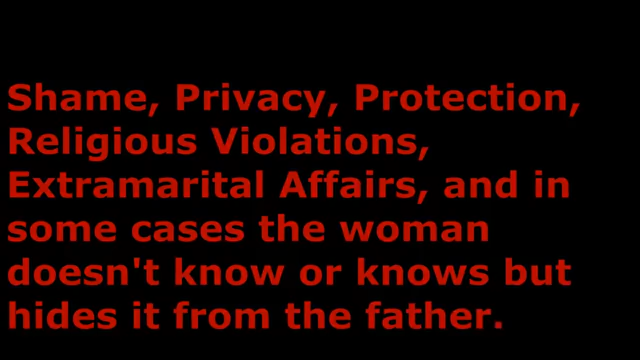 Shame, Privacy, Protection,
Religious Violations,
Extramarital Affairs, and in
some cases the woman
doesn't know or knows but
hides it from the father.